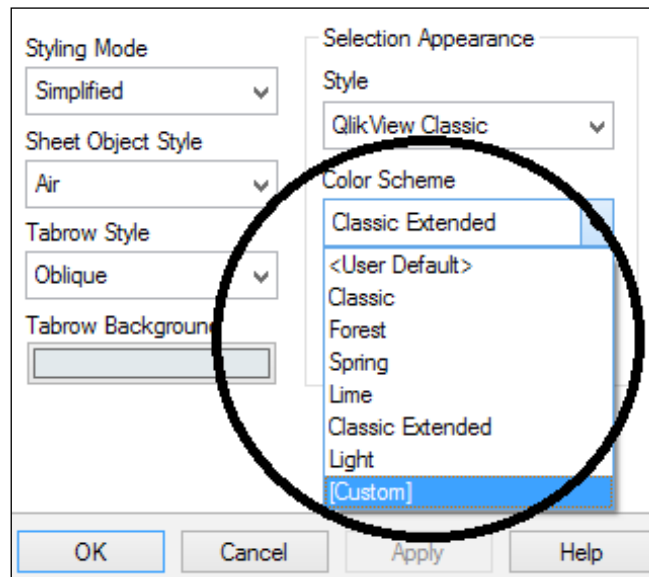 Styling Mode
Simplified
Sheet Object Style
Air
Tabrow Style
Oblique
Tabrow Background
Selection Appearance
Style
QlikView Classic
Color Scheme
Classic Extended
<User Default>
Classic
Forest
Spring
Lime
Classic Extended
Light
[Custom]
OK
Cancel
Apply
Help